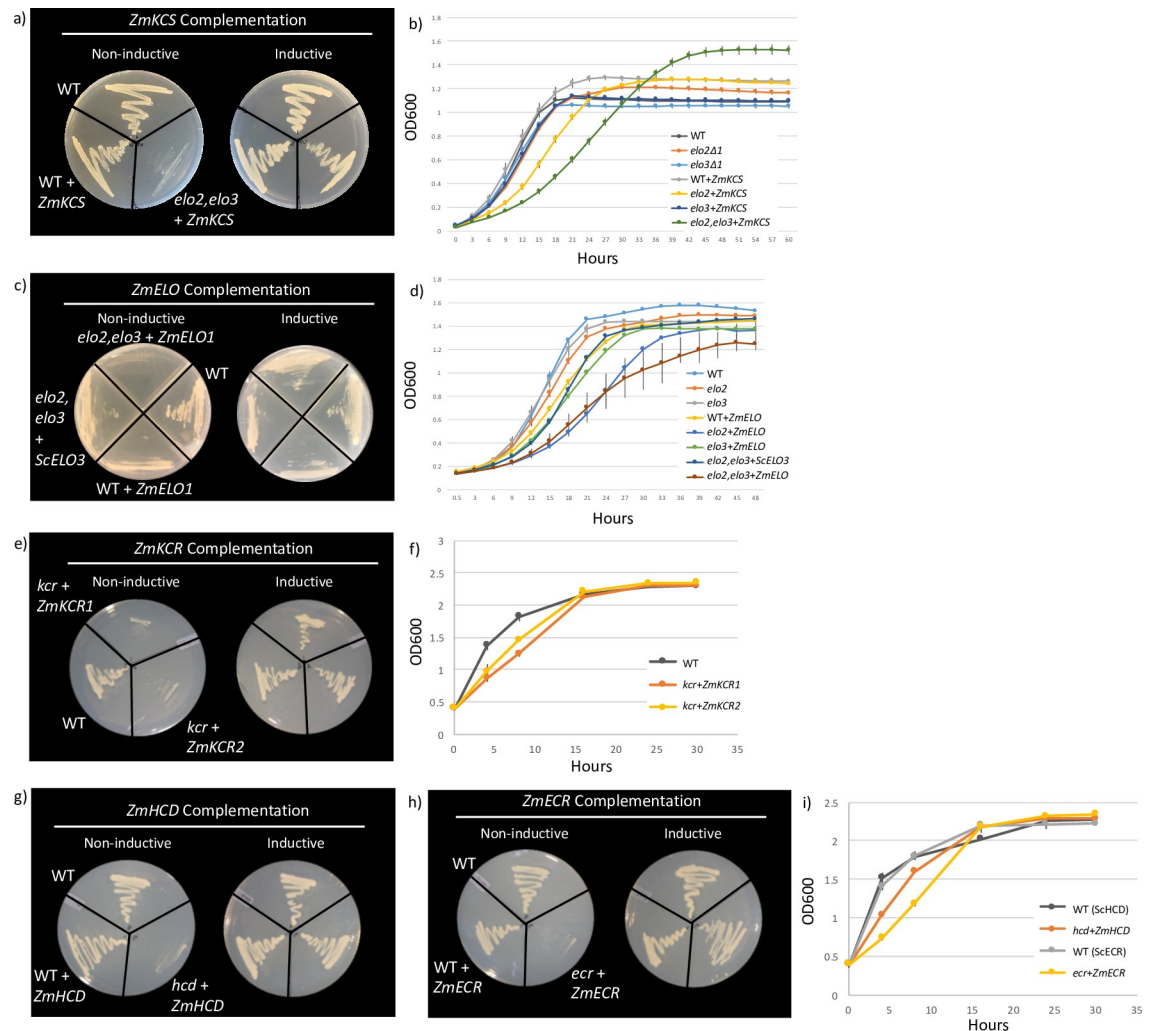 a)
ZmKCS Complementation
Non-inductive
Inductive
WT
WT +
ZmKCS
elo2,elo3
+ ZmKCS
b)
1.8
1.6
1.4
1.2
1
0.8
0.6
0.4
0.2
0
OD600
0 3 6 9 12 15 18 21 24 27 30 33 36 39 42 45 48 51 54 57 60
Hours
WT
elo2Δ1
elo3Δ1
WT+ZmKCS
elo2+ZmKCS
elo3+ZmKCS
elo2,elo3+ZmKCS
c)
ZmELO Complementation
Non-inductive
Inductive
elo2,elo3 + ZmELO1
WT
elo2,
elo3
+
ScELO3
WT + ZmELO1
d)
1.8
1.6
1.4
1.2
1
0.8
0.6
0.4
0.2
0
OD600
0.5 3 6 9 12 15 18 21 24 27 30 33 36 39 42 45 48
Hours
WT
elo2
elo3
WT+ZmELO
elo2+ZmELO
elo3+ZmELO
elo2,elo3+ScELO3
elo2,elo3+ZmELO
e)
ZmKCR Complementation
Non-inductive
Inductive
kcr +
ZmKCR1
WT
kcr +
ZmKCR2
f)
3
2.5
2
1.5
1
0.5
0
OD600
0 5 10 15 20 25 30 35
Hours
WT
kcr+ZmKCR1
kcr+ZmKCR2
g)
ZmHCD Complementation
Non-inductive
Inductive
WT
WT +
ZmHCD
hcd +
ZmHCD
h)
ZmECR Complementation
Non-inductive
Inductive
WT
WT +
ZmECR
ecr +
ZmECR
i)
2.5
2
1.5
1
0.5
0
OD600
0 5 10 15 20 25 30 35
Hours
WT (ScHCD)
hcd+ZmHCD
WT (ScECR)
ecr+ZmECR